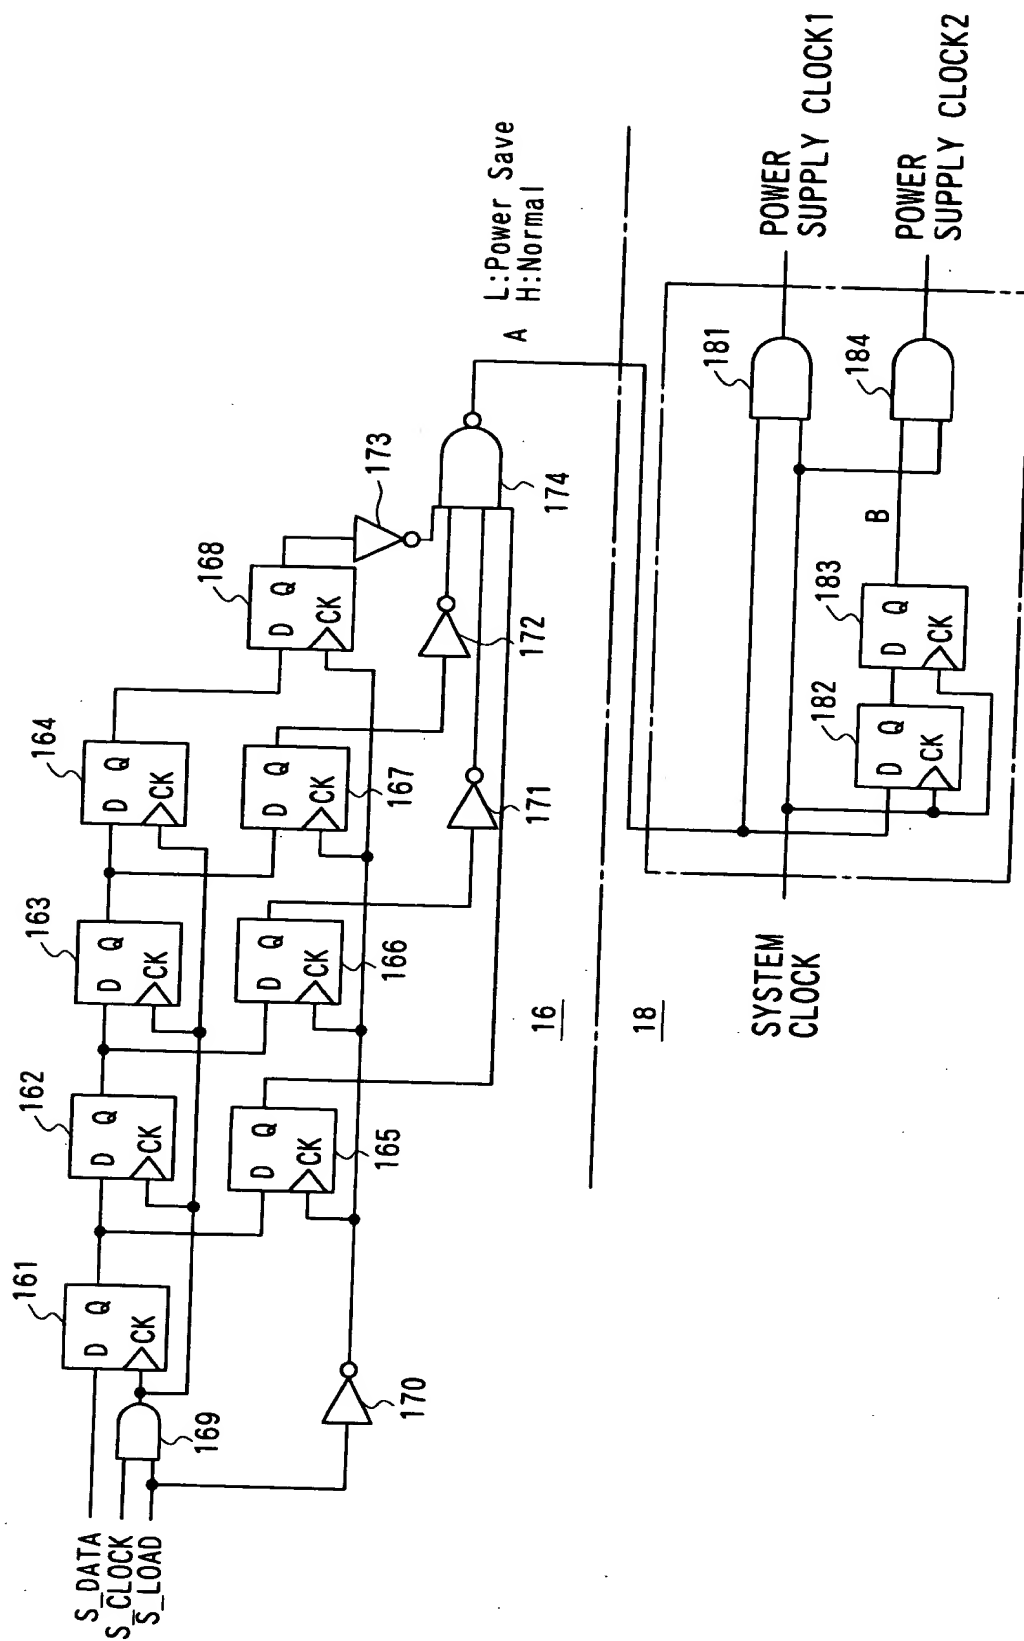 S_DATA
S_CLOCK
S_LOAD
169
170
161
D Q
CK
162
D Q
CK
163
D Q
CK
164
D Q
CK
165
D Q
CK
166
D Q
CK
167
D Q
CK
168
D Q
CK
171
172
173
174
A
L:Power Save
H:Normal
16
18
SYSTEM
CLOCK
182
D Q
CK
183
D Q
CK
B
181
184
POWER
SUPPLY CLOCK1
POWER
SUPPLY CLOCK2